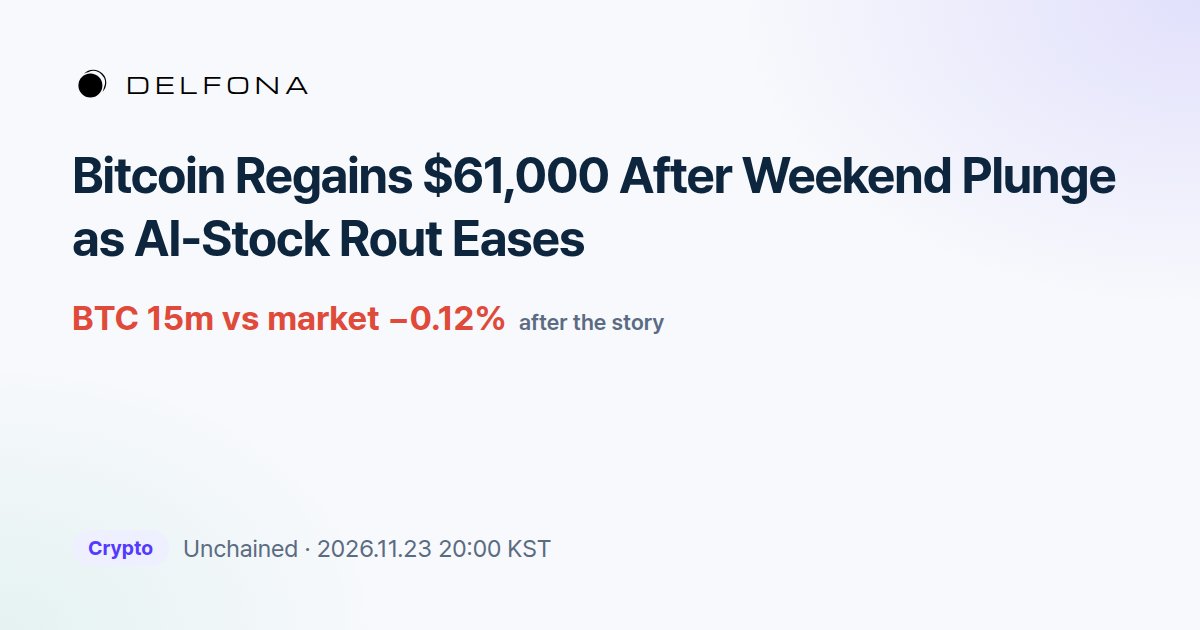 DELFONA
Bitcoin Regains $61,000 After Weekend Plunge
as AI-Stock Rout Eases
BTC 15m vs market −0.12% after the story
Crypto Unchained · 2026.11.23 20:00 KST